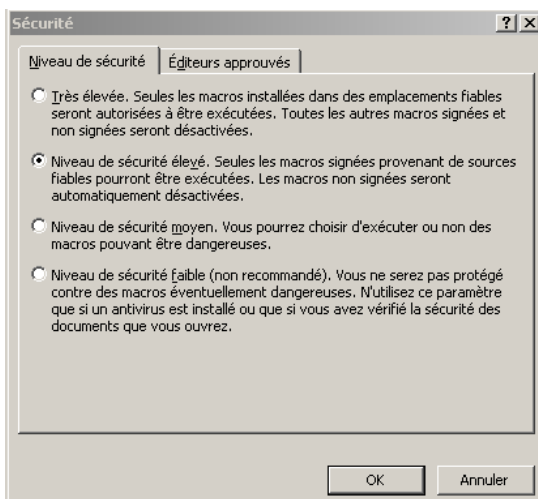 Sécurité
Niveau de sécurité
Éditeurs approuvés
Très élevée. Seules les macros installées dans des emplacements fiables
seront autorisées à être exécutées. Toutes les autres macros signées et
non signées seront désactivées.
Niveau de sécurité élevé. Seules les macros signées provenant de sources
fiables pourront être exécutées. Les macros non signées seront
automatiquement désactivées.
Niveau de sécurité moyen. Vous pourrez choisir d'exécuter ou non des
macros pouvant être dangereuses.
Niveau de sécurité faible (non recommandé). Vous ne serez pas protégé
contre des macros éventuellement dangereuses. N'utilisez ce paramètre
que si un antivirus est installé ou que si vous avez vérifié la sécurité des
documents que vous ouvrez.
OK
Annuler